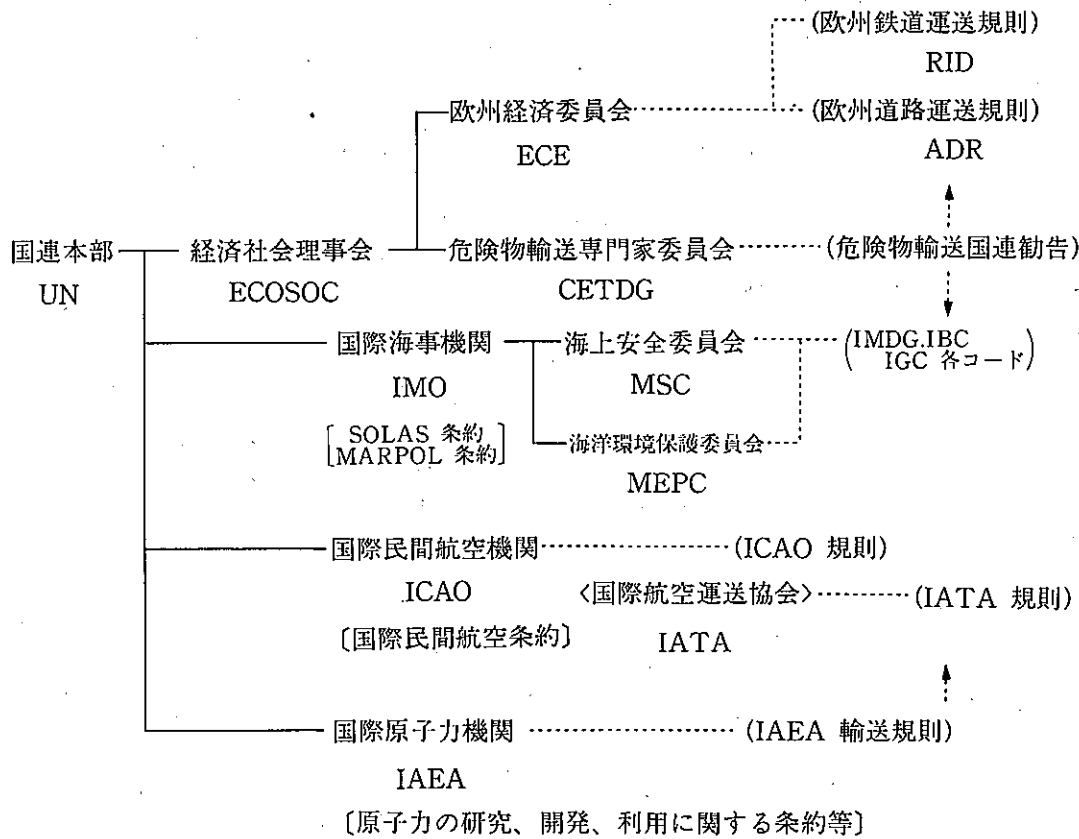 (欧州鉄道運送規則)
RID
欧州経済委員会 (欧州道路運送規則)
ECE ADR
国連本部 経済社会理事会 危険物輸送専門家委員会 (危険物輸送国連勧告)
UN ECOSOC CETDG
国際海事機関 海上安全委員会 (IMDG.IBC
IGC 各コード)
IMO MSC
[SOLAS 条約
MARPOL 条約]
海洋環境保護委員会
MEPC
国際民間航空機関 (ICAO 規則)
ICAO 〈国際航空運送協会〉 (IATA 規則)
〔国際民間航空条約〕 IATA
国際原子力機関 (IAEA 輸送規則)
IAEA
〔原子力の研究、開発、利用に関する条約等〕